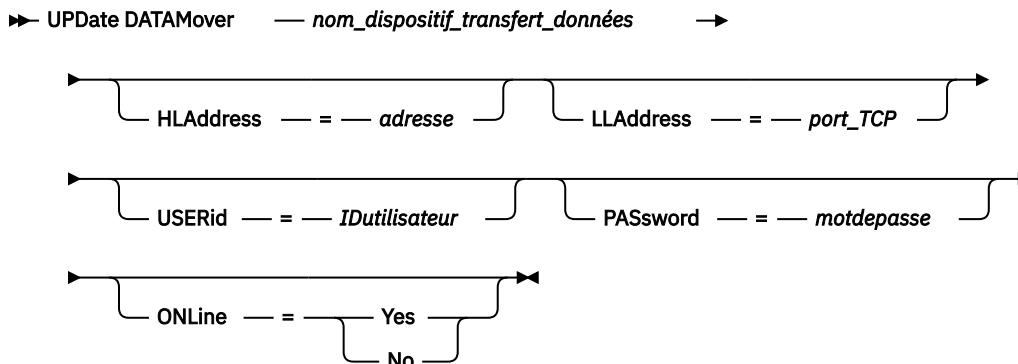 UPDate DATAMover nom_dispositif_transfert_données
HLAddress = adresse LLAddress = port_TCP
USERid = IDutilisateur PASsword = motdepasse
ONLine = Yes
No